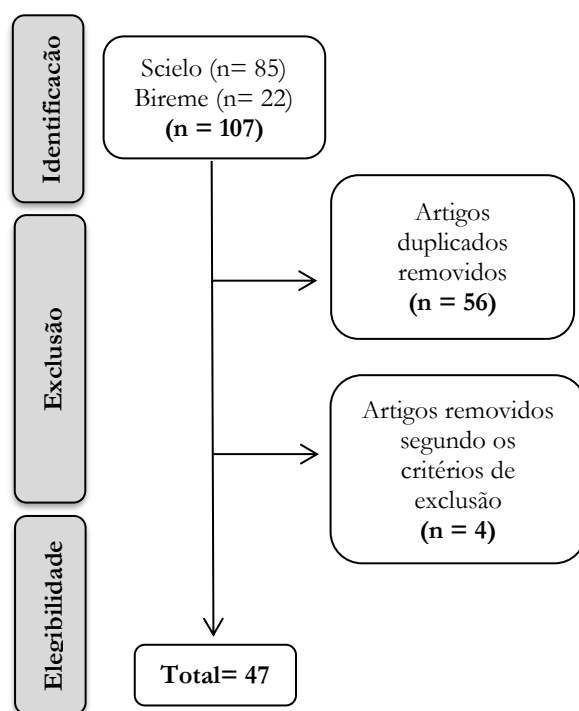 Identificação
Scielo (n= 85)
Bireme (n= 22)
(n = 107)
Exclusão
Artigos
duplicados
removidos
(n = 56)
Artigos removidos
segundo os
critérios de
exclusão
(n = 4)
Elegibilidade
Total= 47